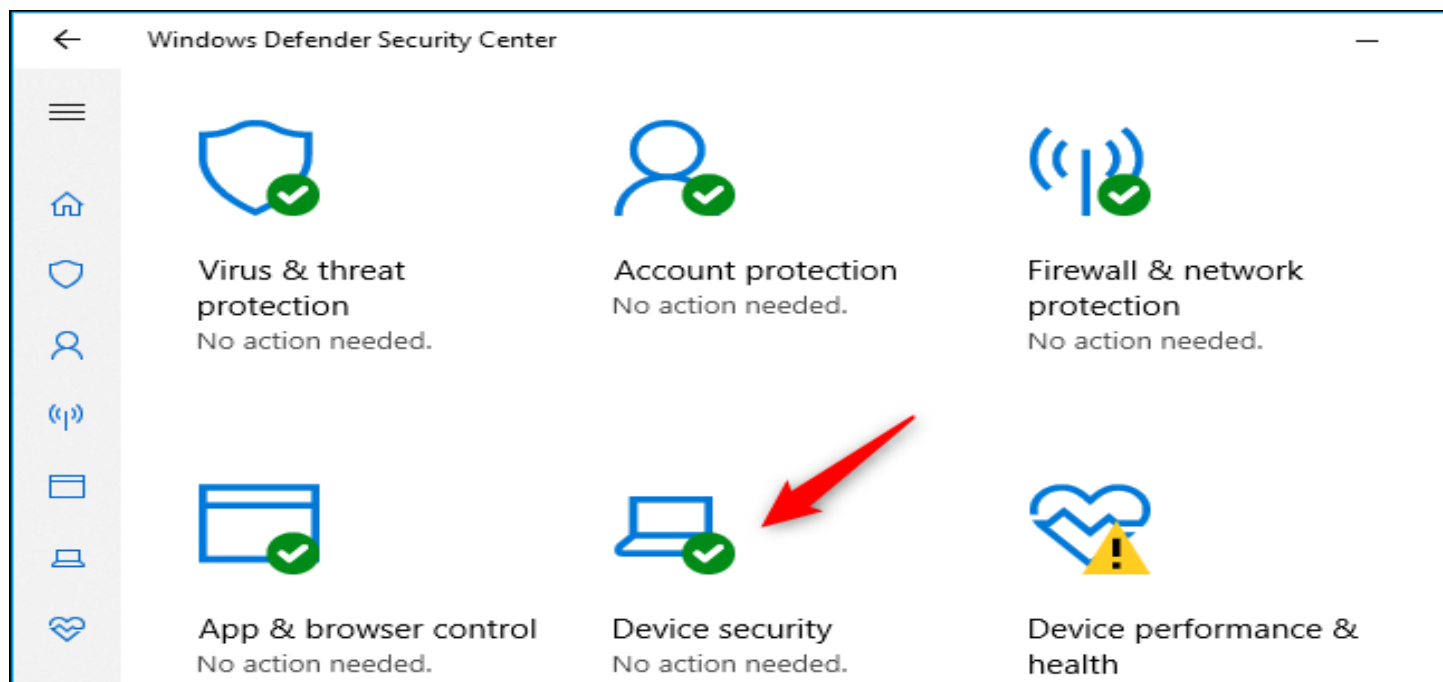 Windows Defender Security Center
Virus & threat
protection
No action needed.
Account protection
No action needed.
Firewall & network
protection
No action needed.
App & browser control
No action needed.
Device security
No action needed.
Device performance &
health